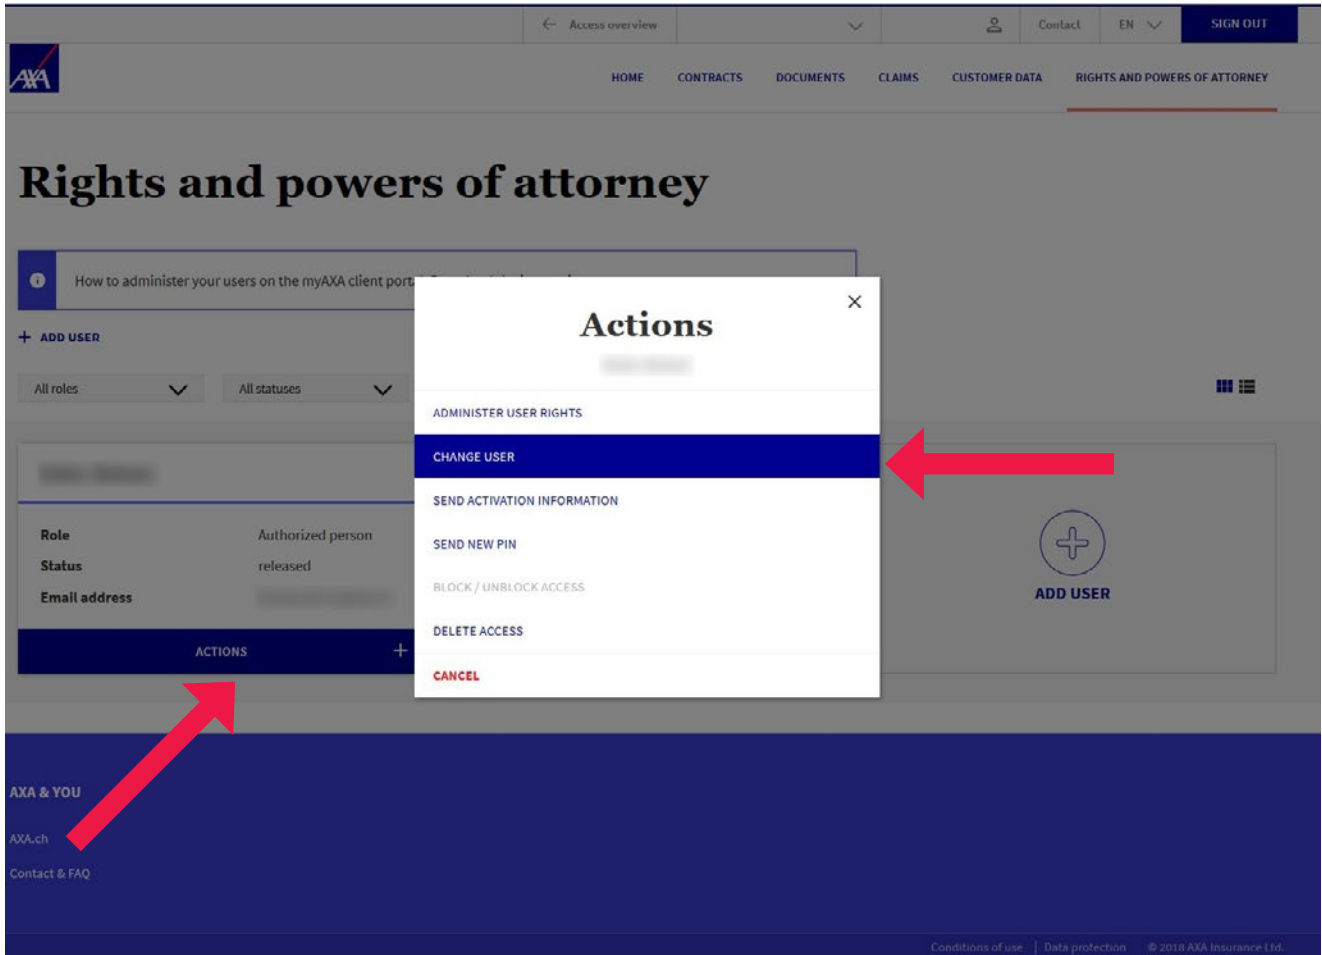 Access overview
Contact
EN
SIGN OUT
AXA
HOME CONTRACTS DOCUMENTS CLAIMS CUSTOMER DATA RIGHTS AND POWERS OF ATTORNEY
Rights and powers of attorney
How to administer your users on the myAXA client
+ ADD USER
All roles
All statuses
Role Authorized person
Status released
Email address
ACTIONS +
Actions
ADMINISTER USER RIGHTS
CHANGE USER
SEND ACTIVATION INFORMATION
SEND NEW PIN
BLOCK / UNBLOCK ACCESS
DELETE ACCESS
CANCEL
ADD USER
AXA & YOU
AXA.ch
Contact & FAQ
Conditions of use | Data protection © 2018 AXA Insurance Ltd.